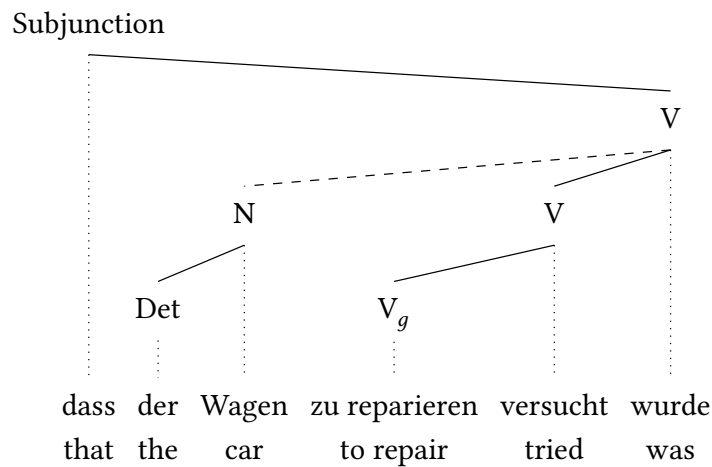 Subjunction
V
N V
Det V_g
dass der Wagen zu reparieren versucht wurde
that the car to repair tried was